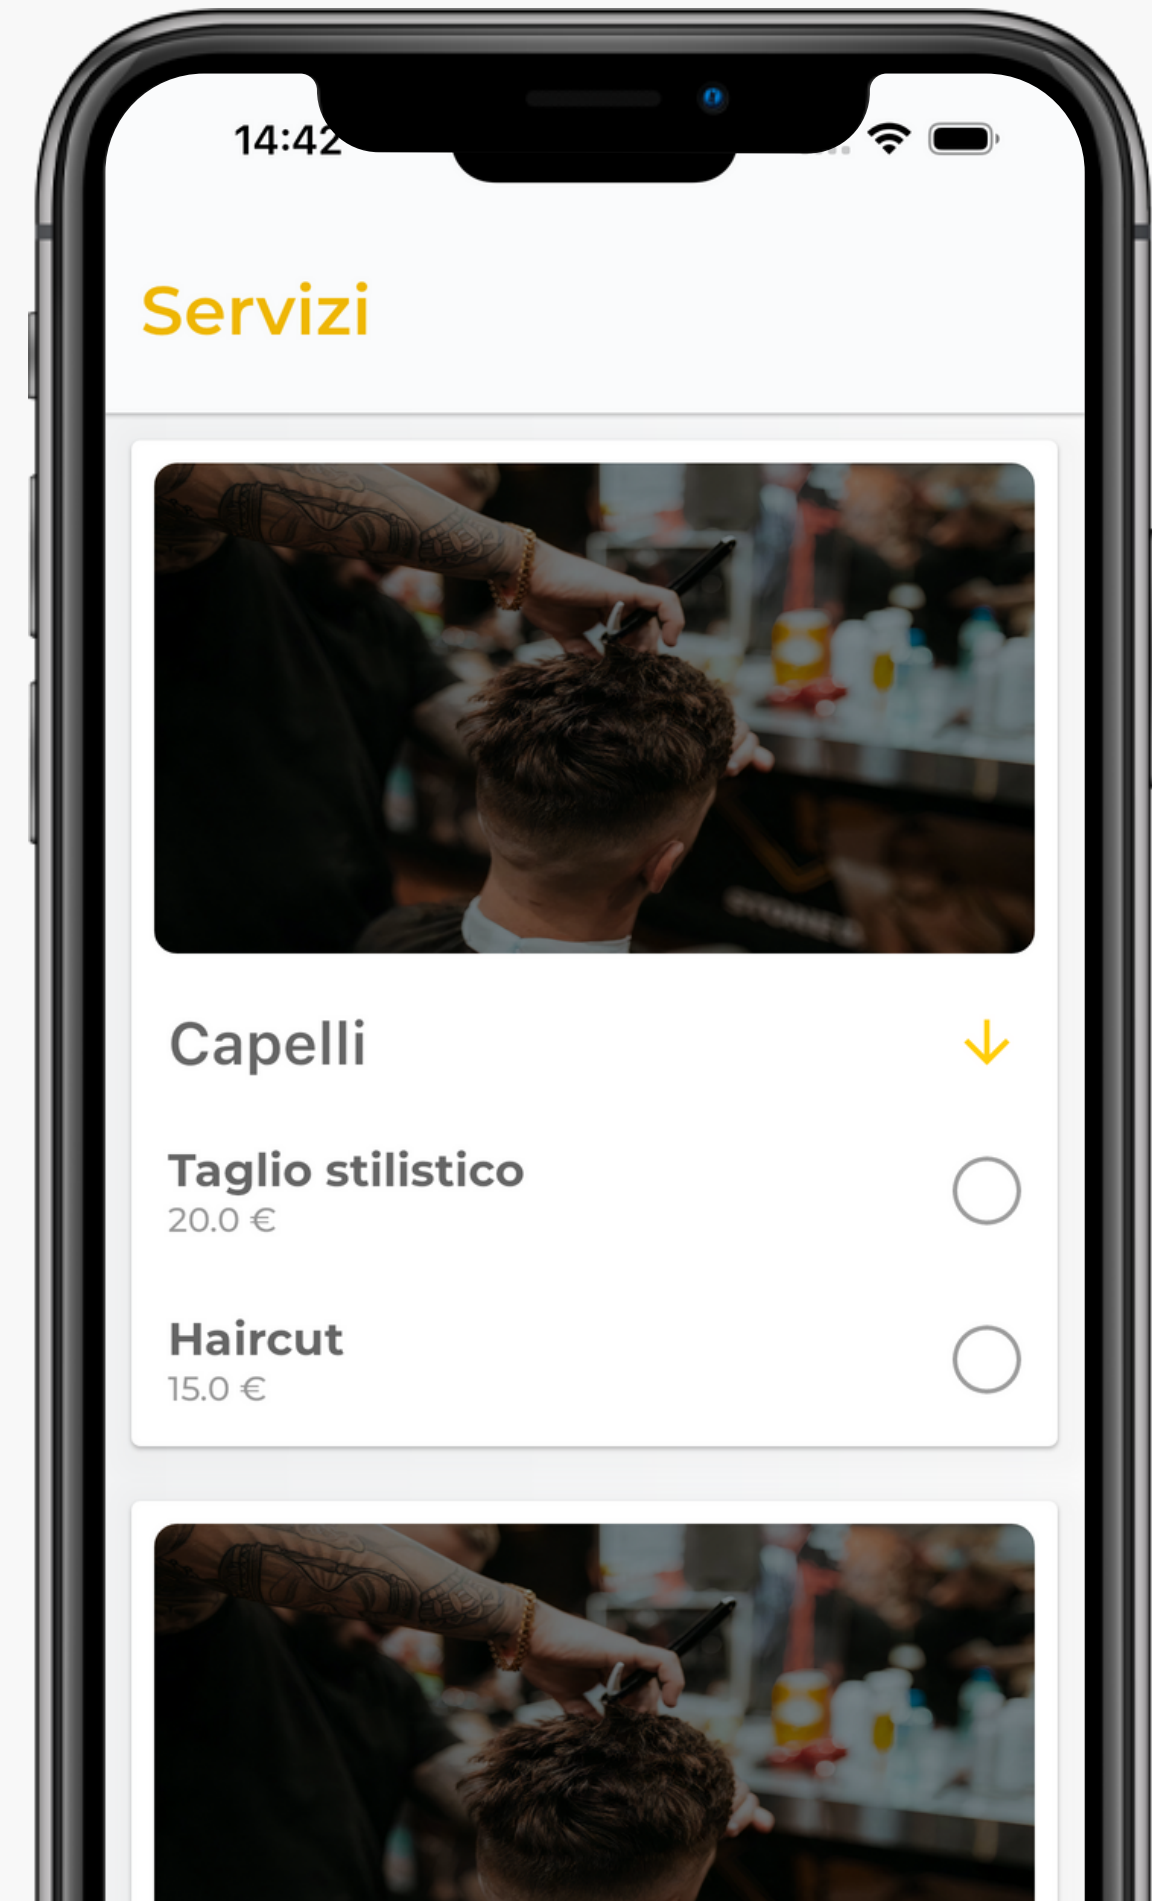 14:42
Servizi
Capelli
Taglio stilistico
20.0 €
Haircut
15.0 €